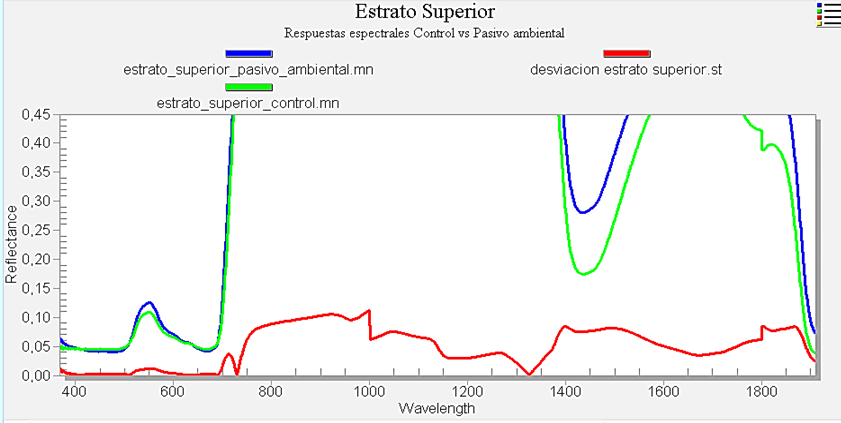 Estrato Superior
Respuestas espectrales Control vs Pasivo ambiental
estrato_superior_pasivo_ambiental.mn
desviacion estrato superior.st
estrato_superior_control.mn
0,45
0,40
0,35
0,30
0,25
0,20
0,15
0,10
0,05
0,00
Reflectance
400 600 800 1000 1200 1400 1600 1800
Wavelength